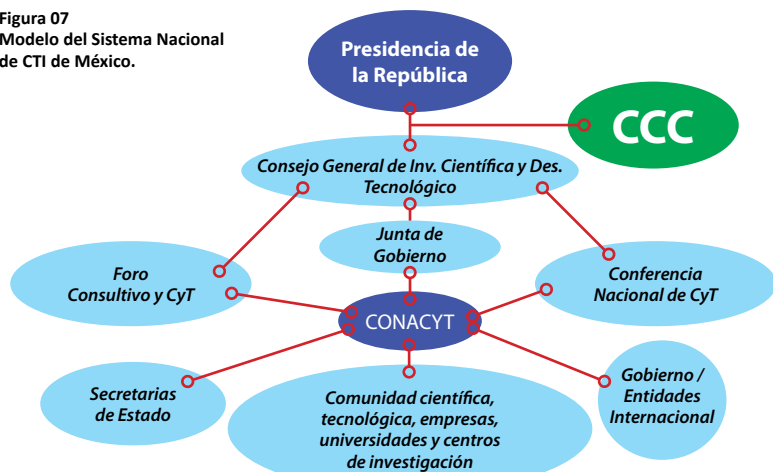 Figura 07
Modelo del Sistema Nacional
de CTI de México.
Presidencia de
la República
CCC
Consejo General de Inv. Científica y Des.
Tecnológico
Junta de
Gobierno
Foro
Consultivo y CyT
Conferencia
Nacional de CyT
CONACYT
Secretarias
de Estado
Comunidad científica,
tecnológica, empresas,
universidades y centros
de investigación
Gobierno /
Entidades
Internacional